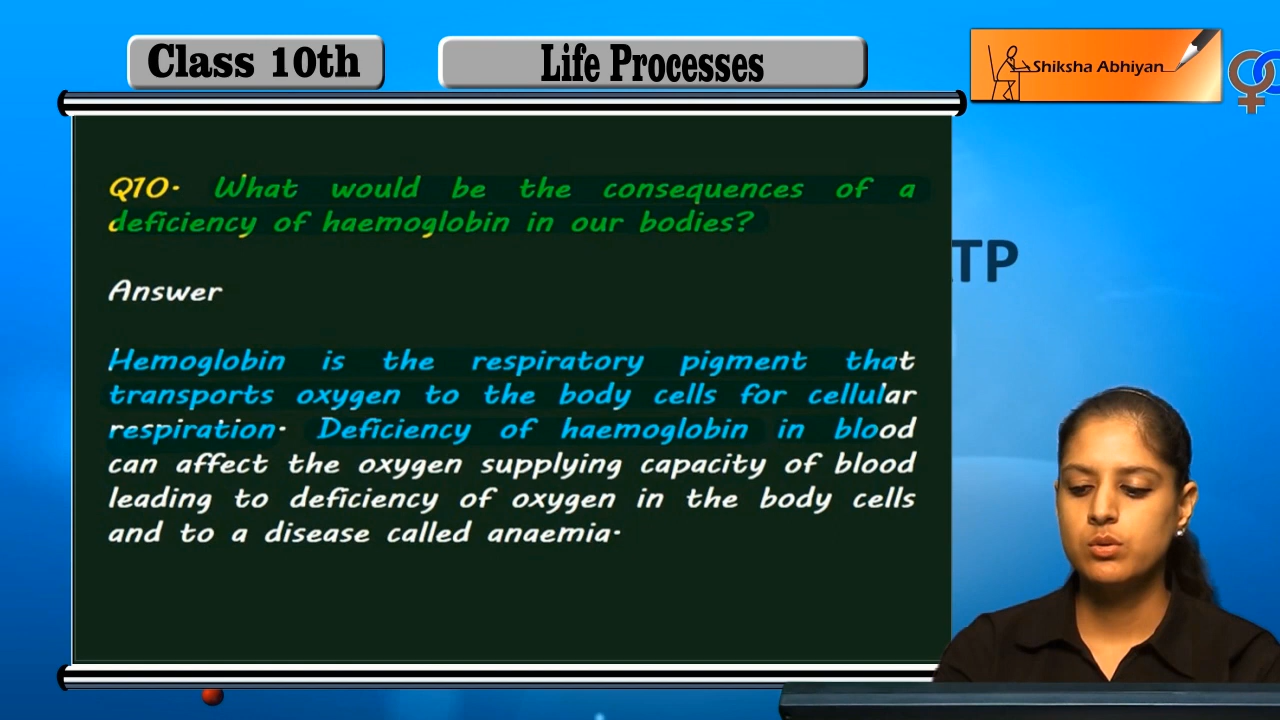 Class 10th
Life Processes
Shiksha Abhiyan
Q10. What would be the consequences of a
deficiency of haemoglobin in our bodies?
Answer
Hemoglobin is the respiratory pigment that
transports oxygen to the body cells for cellular
respiration. Deficiency of haemoglobin in blood
can affect the oxygen supplying capacity of blood
leading to deficiency of oxygen in the body cells
and to a disease called anaemia.
TP